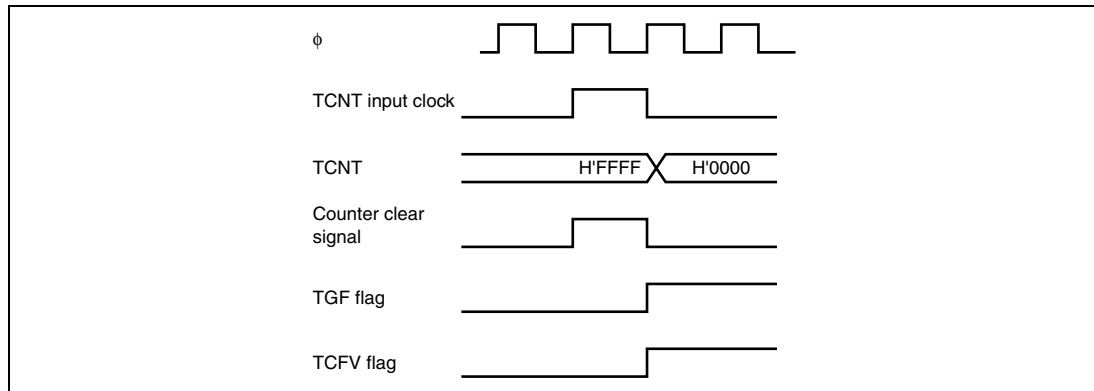 ϕ
TCNT input clock
TCNT
H'FFFF
H'0000
Counter clear
signal
TGF flag
TCFV flag